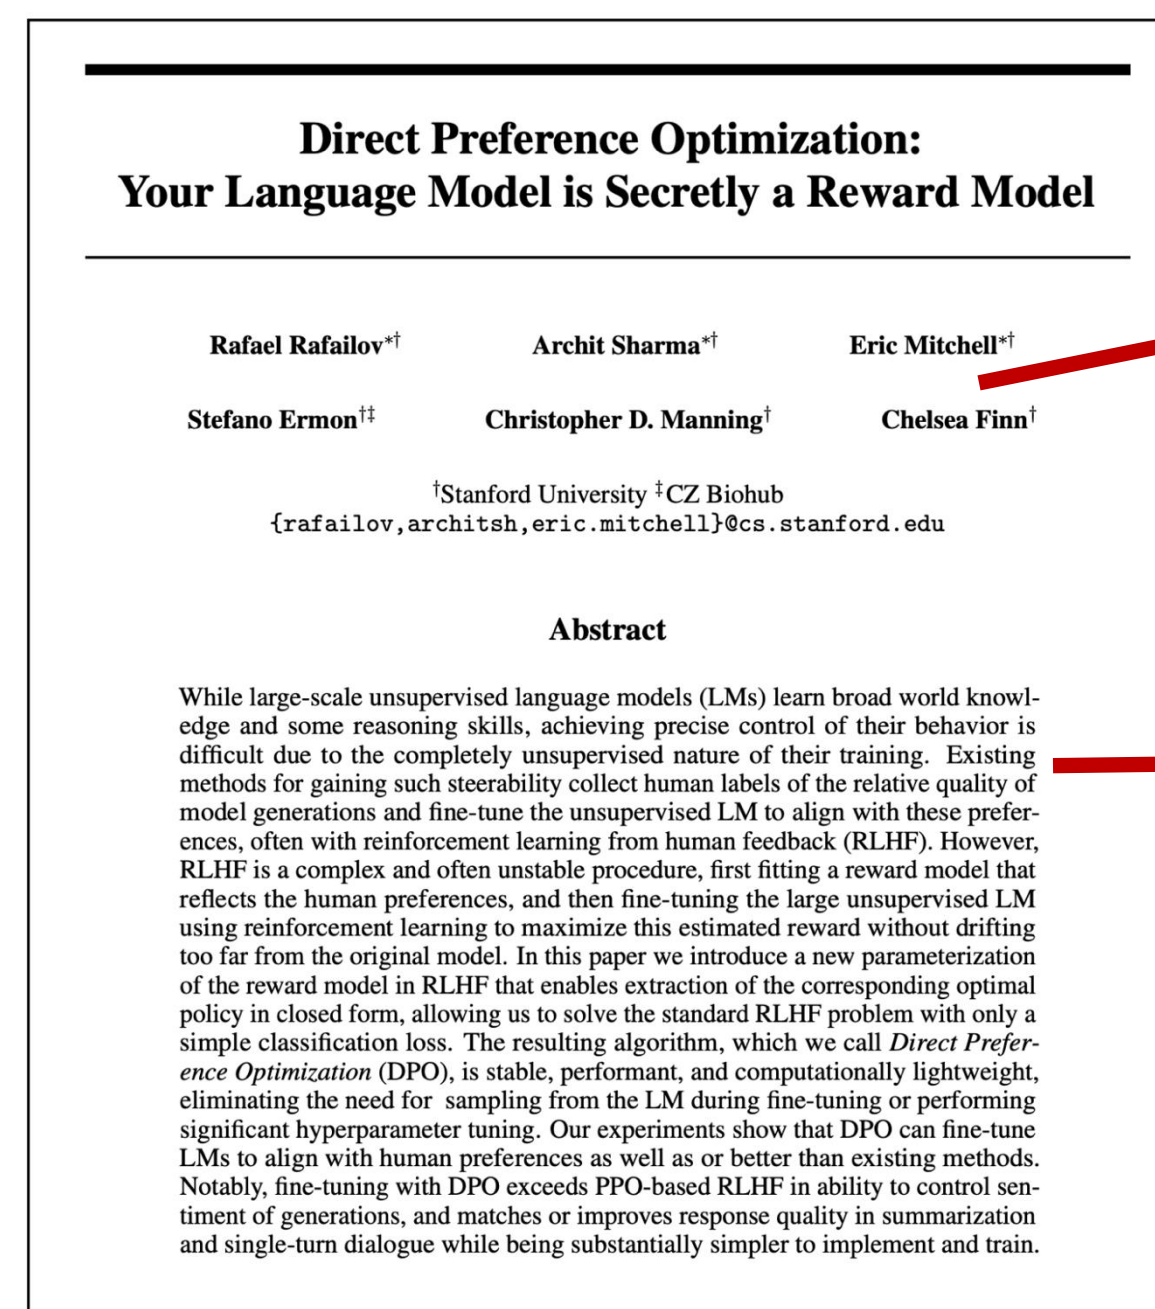 Direct Preference Optimization:
Your Language Model is Secretly a Reward Model
Rafael Rafailov*† Archit Sharma*† Eric Mitchell*†
Stefano Ermon†‡ Christopher D. Manning† Chelsea Finn†
†Stanford University ‡CZ Biohub
{rafailov,architsh,eric.mitchell}@cs.stanford.edu
Abstract
While large-scale unsupervised language models (LMs) learn broad world knowl-
edge and some reasoning skills, achieving precise control of their behavior is
difficult due to the completely unsupervised nature of their training. Existing
methods for gaining such steerability collect human labels of the relative quality of
model generations and fine-tune the unsupervised LM to align with these prefer-
ences, often with reinforcement learning from human feedback (RLHF). However,
RLHF is a complex and often unstable procedure, first fitting a reward model that
reflects the human preferences, and then fine-tuning the large unsupervised LM
using reinforcement learning to maximize this estimated reward without drifting
too far from the original model. In this paper we introduce a new parameterization
of the reward model in RLHF that enables extraction of the corresponding optimal
policy in closed form, allowing us to solve the standard RLHF problem with only a
simple classification loss. The resulting algorithm, which we call Direct Prefer-
ence Optimization (DPO), is stable, performant, and computationally lightweight,
eliminating the need for sampling from the LM during fine-tuning or performing
significant hyperparameter tuning. Our experiments show that DPO can fine-tune
LMs to align with human preferences as well as or better than existing methods.
Notably, fine-tuning with DPO exceeds PPO-based RLHF in ability to control sen-
timent of generations, and matches or improves response quality in summarization
and single-turn dialogue while being substantially simpler to implement and train.